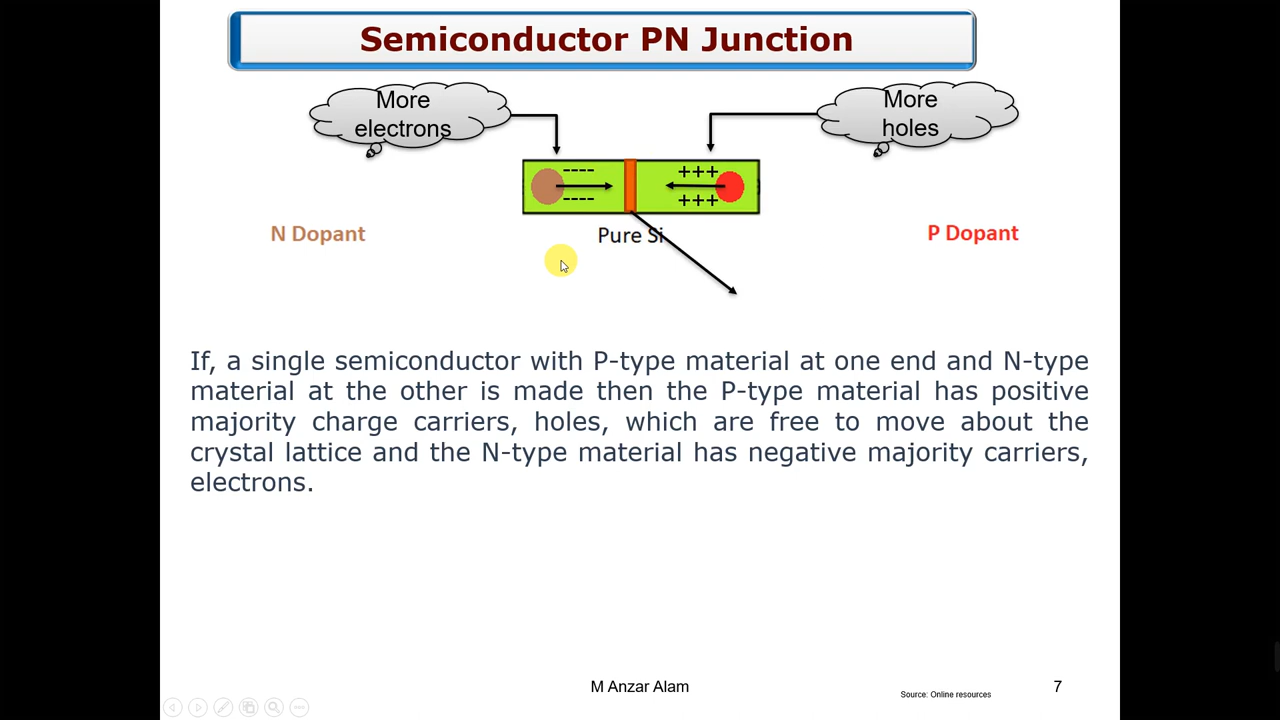 Semiconductor PN Junction
More
electrons
More
holes
----
+++
----
+++
N Dopant
Pure Si
P Dopant
If, a single semiconductor with P-type material at one end and N-type
material at the other is made then the P-type material has positive
majority charge carriers, holes, which are free to move about the
crystal lattice and the N-type material has negative majority carriers,
electrons.
M Anzar Alam
Source: Online resources
7